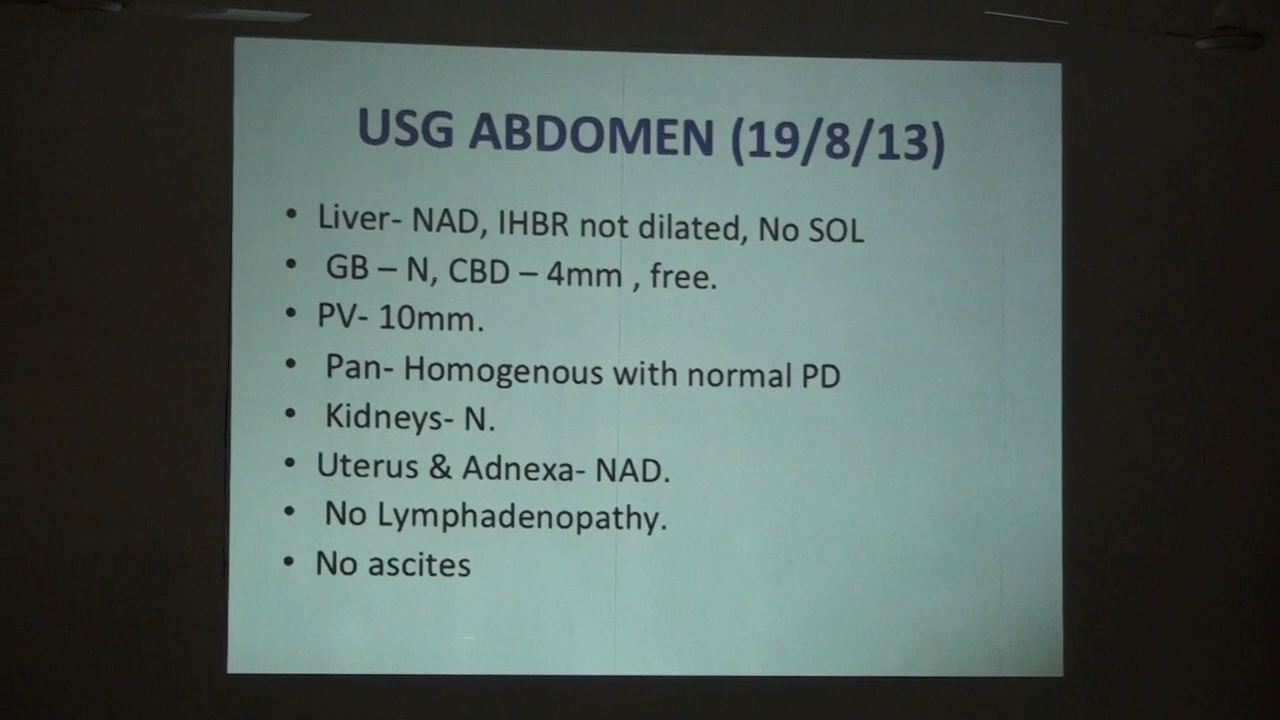 USG ABDOMEN (19/8/13)
• Liver- NAD, IHBR not dilated, No SOL
• GB – N, CBD – 4mm , free.
• PV- 10mm.
• Pan- Homogenous with normal PD
• Kidneys- N.
• Uterus & Adnexa- NAD.
• No Lymphadenopathy.
• No ascites